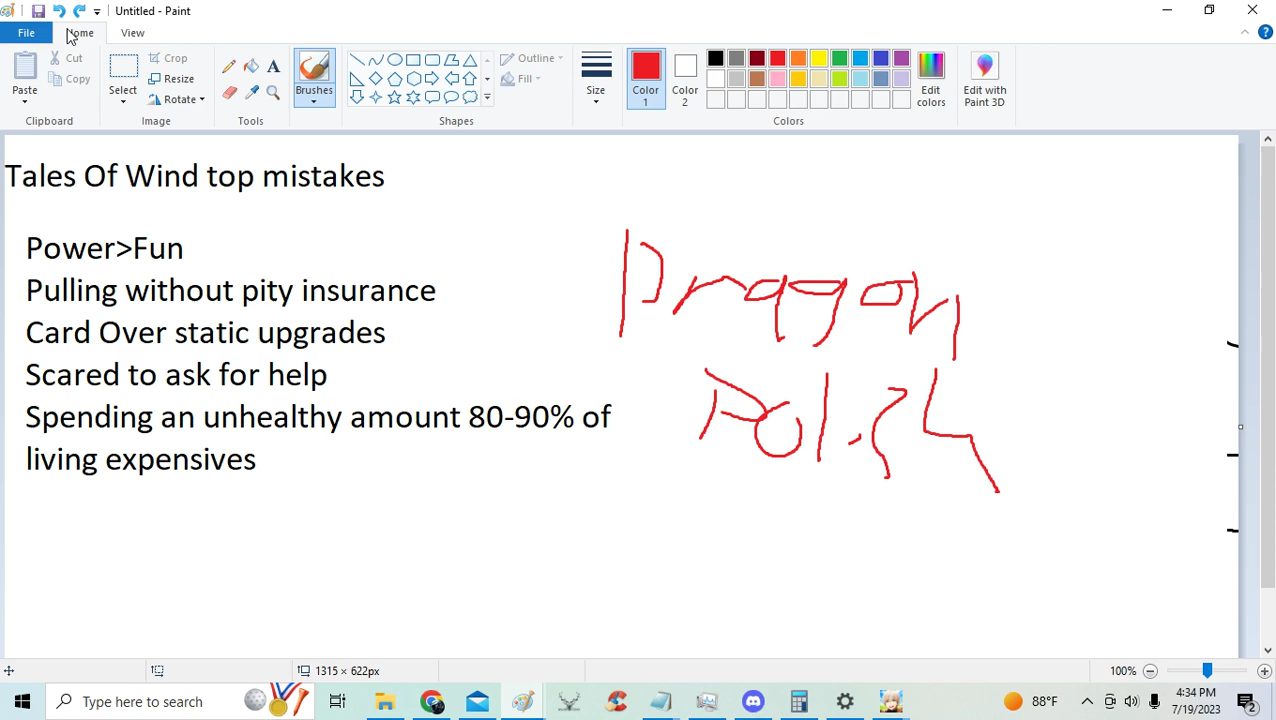 Untitled - Paint
File Home View
Paste
Cut
Copy
Clipboard
Select
Crop
Resize
Rotate
Image
Tools
Brushes
Shapes
Outline
Fill
Size
Color 1
Color 2
Edit colors
Colors
Edit with Paint 3D
Tales Of Wind top mistakes
Power>Fun
Pulling without pity insurance
Card Over static upgrades
Scared to ask for help
Spending an unhealthy amount 80-90% of
living expensives
Dragon
1315 × 622px
100%
Type here to search
88°F
4:34 PM
7/19/2023
2